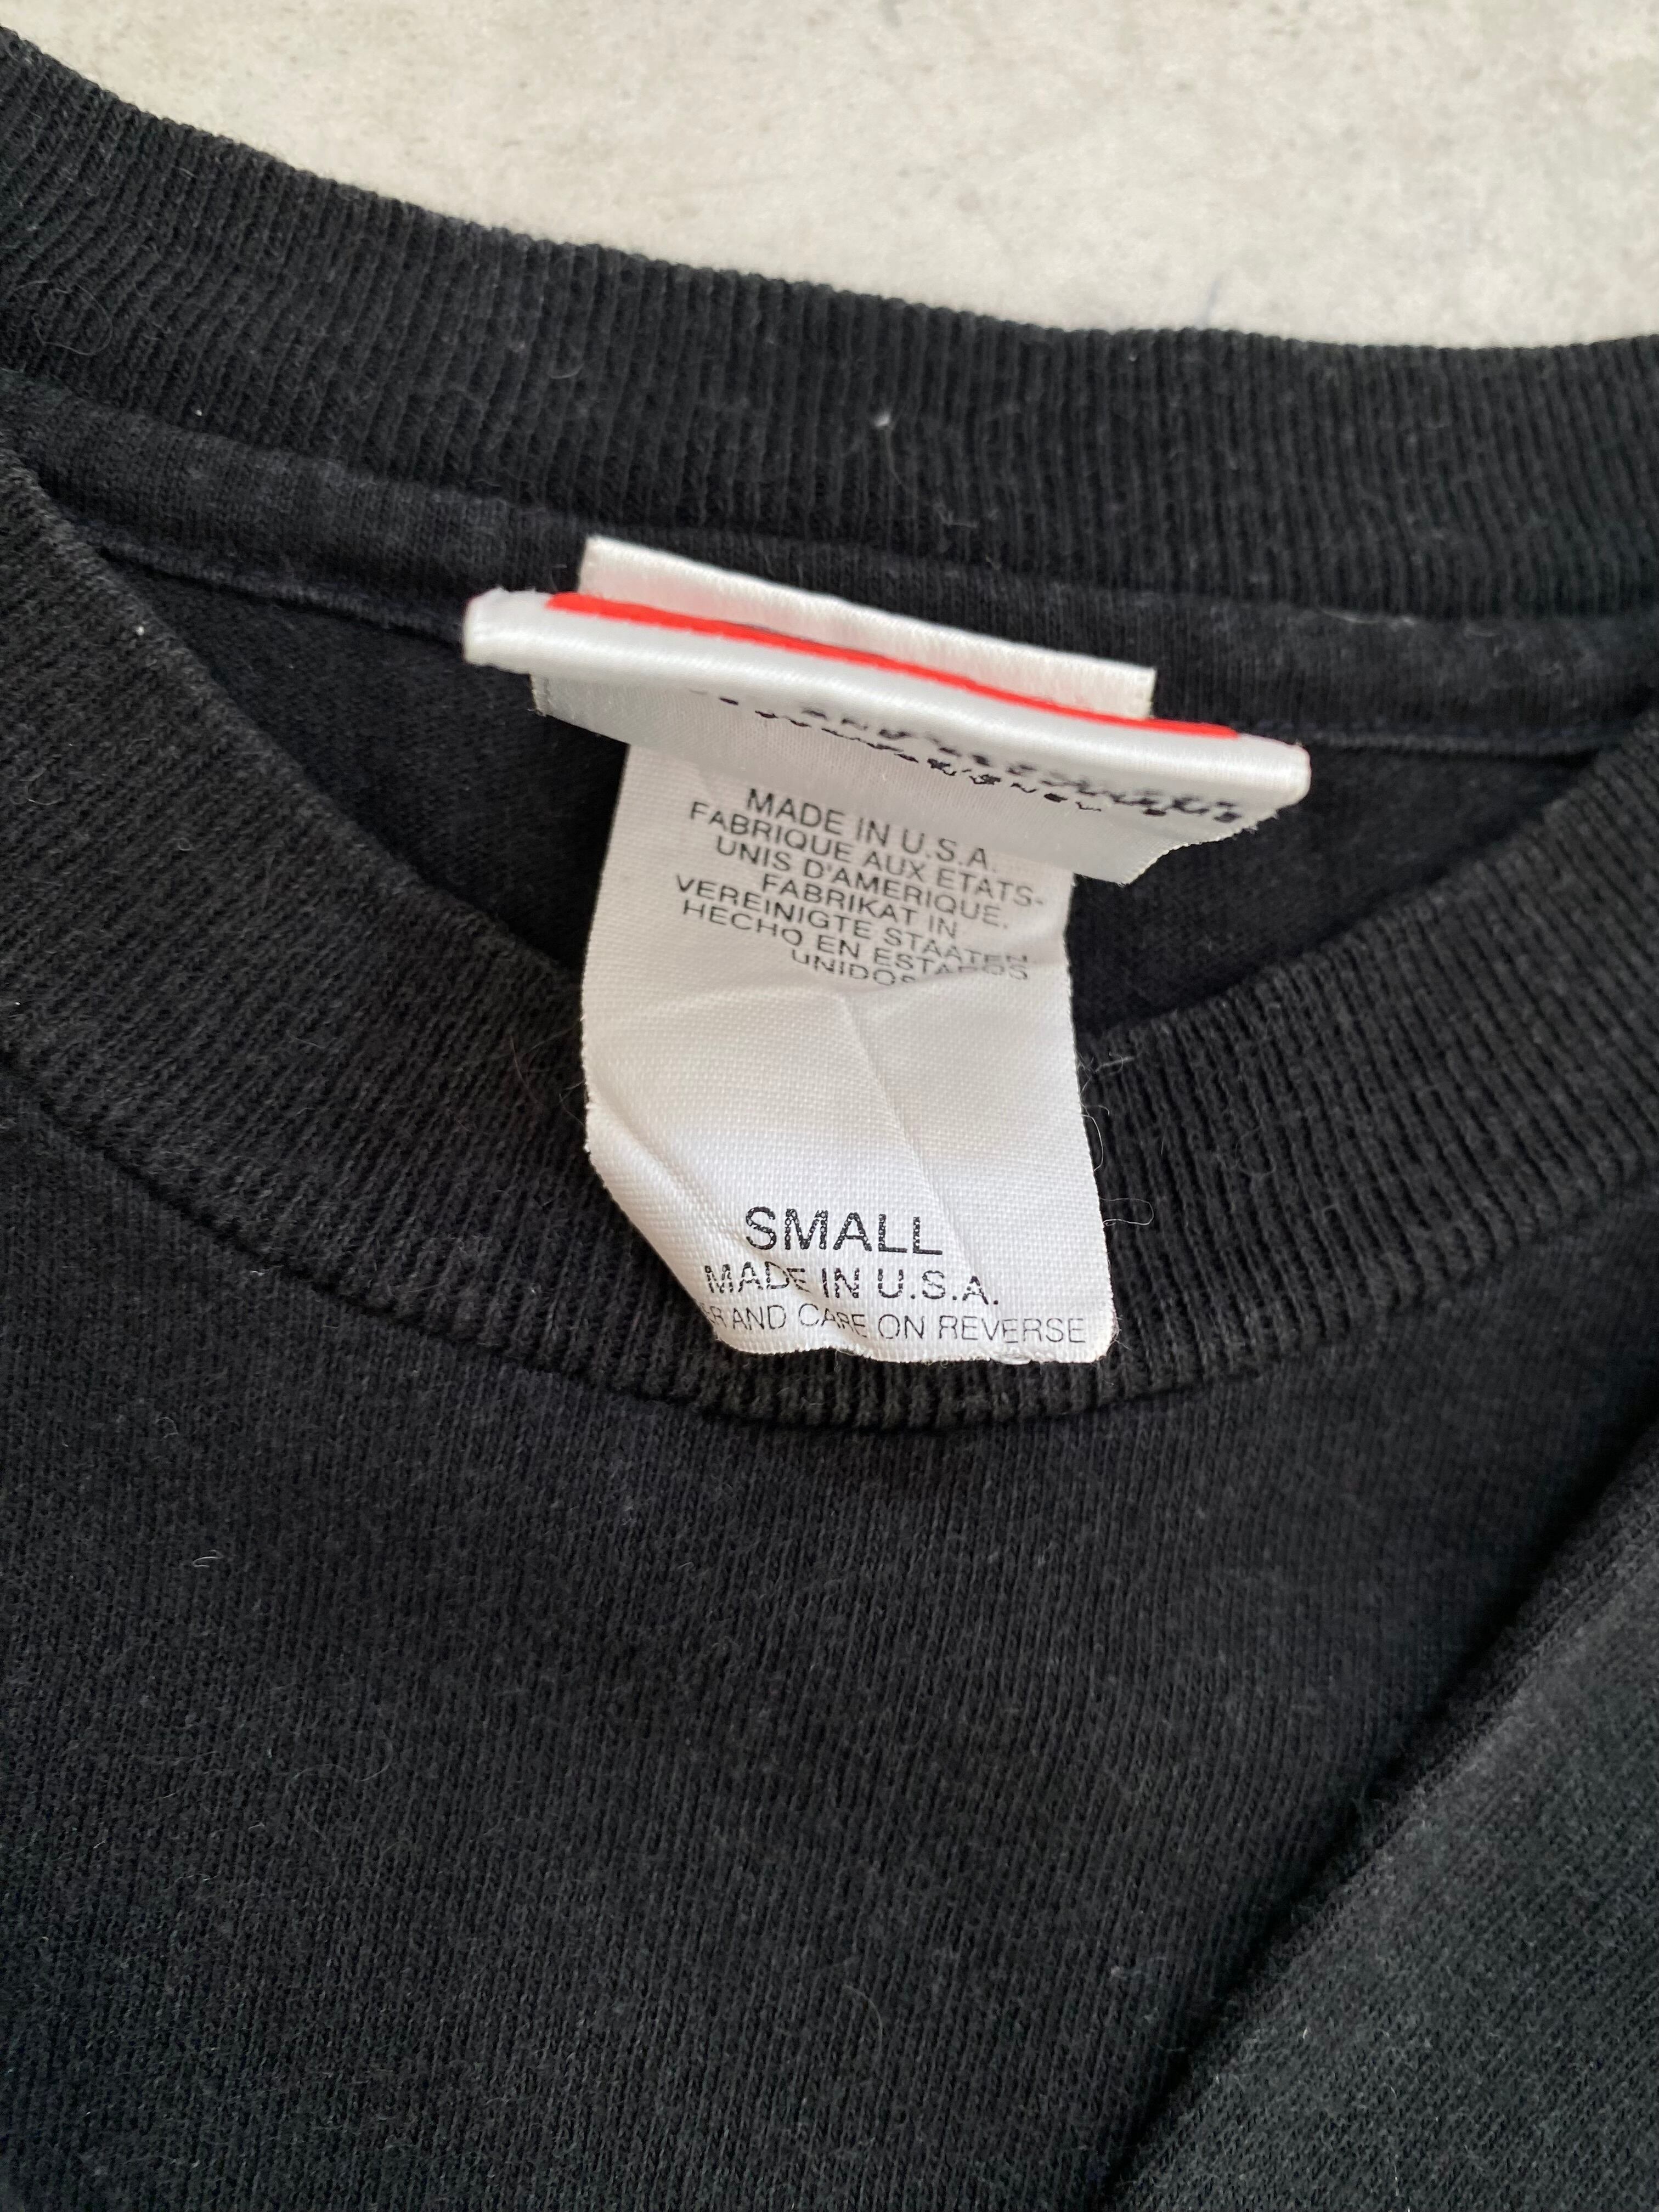 MADE IN U.S.A.
FABRIQUE AUX ETATS-
UNIS D'AMERIQUE.
FABRIKAT IN
VEREINIGTE STAATEN
HECHO EN ESTADOS
UNIDOS
SMALL
MADE IN U.S.A.
AND CARE ON REVERSE